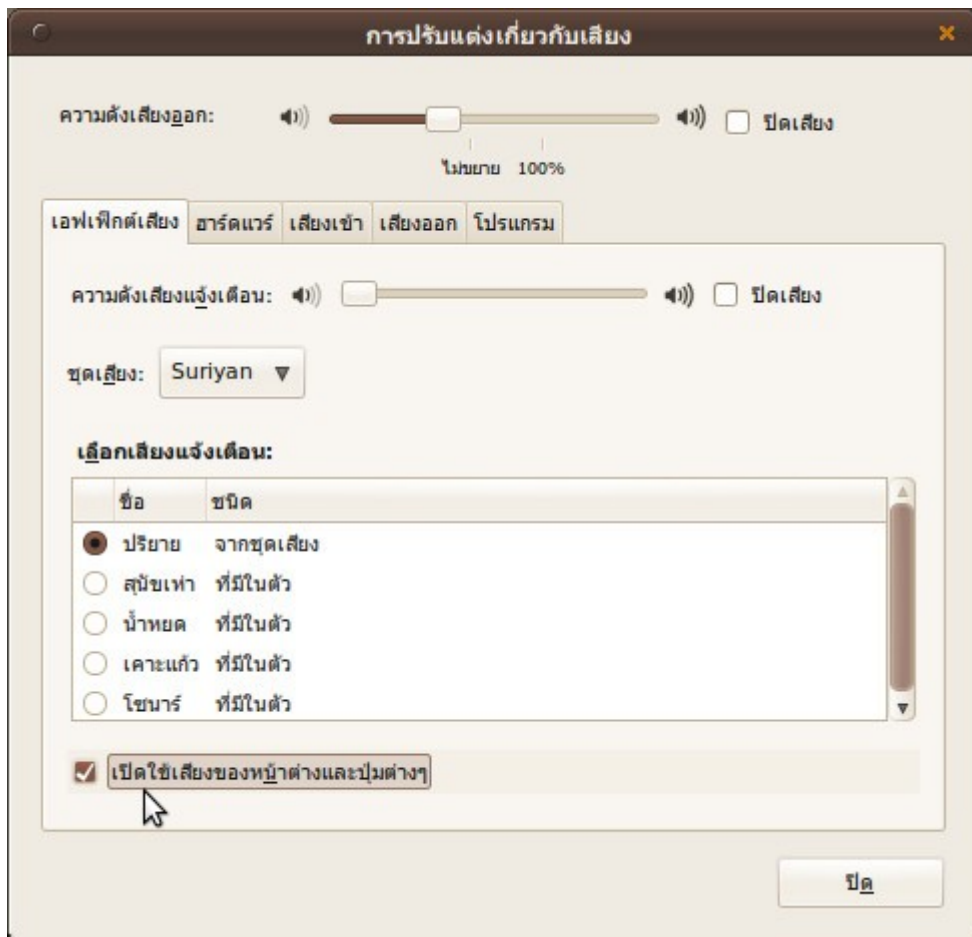 การปรับแต่งเกี่ยวกับเสียง
ความดังเสียงออก: ปิดเสียง
ไม่ขยาย 100%
เอฟเฟ็กต์เสียง ฮาร์ดแวร์ เสียงเข้า เสียงออก โปรแกรม
ความดังเสียงแจ้งเตือน: ปิดเสียง
ชุดเสียง: Suriyan
เลือกเสียงแจ้งเตือน:
ชื่อ ชนิด
ปริยาย จากชุดเสียง
สุนัขเห่า ที่มีในตัว
น้ำหยด ที่มีในตัว
เคาะแก้ว ที่มีในตัว
โซนาร์ ที่มีในตัว
เปิดใช้เสียงของหน้าต่างและปุ่มต่างๆ
ปิด